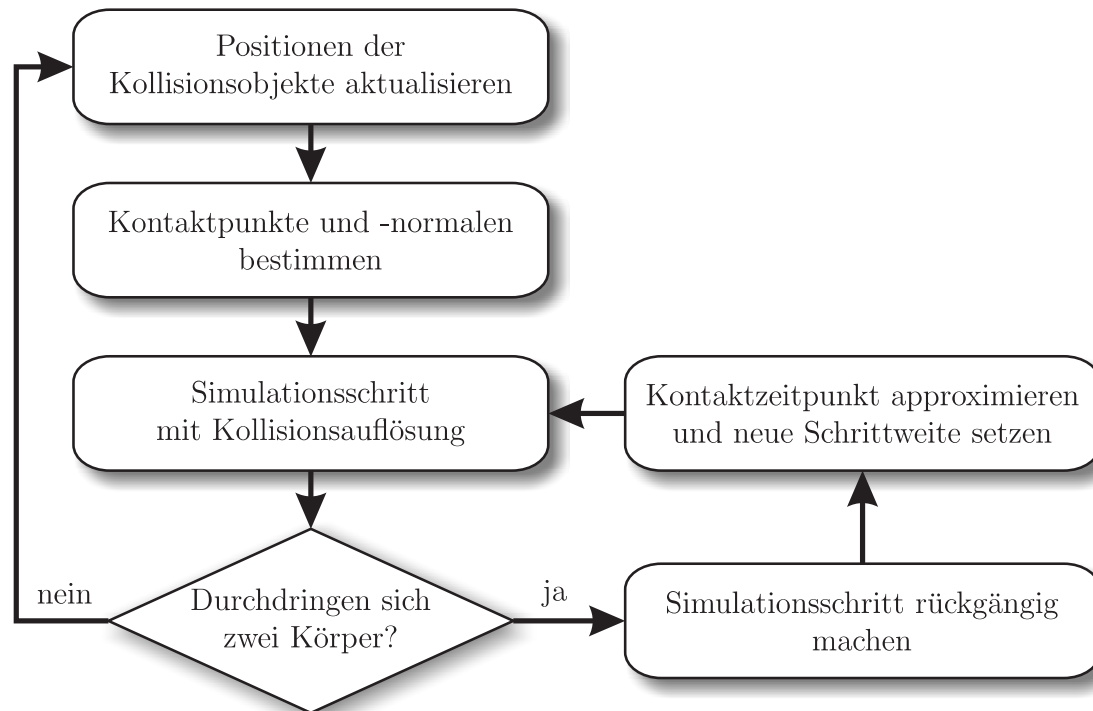 Positionen der
Kollisionsobjekte aktualisieren
Kontaktpunkte und -normalen
bestimmen
Simulationsschritt
mit Kollisionsauflösung
Kontaktzeitpunkt approximieren
und neue Schrittweite setzen
nein
Durchdringen sich
zwei Körper?
ja
Simulationsschritt rückgängig
machen